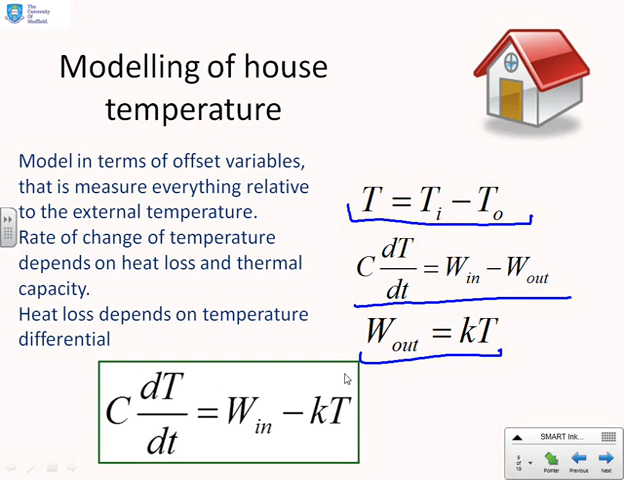 The
University
Of
Sheffield.
Modelling of house
temperature
Model in terms of offset variables,
that is measure everything relative
to the external temperature.
Rate of change of temperature
depends on heat loss and thermal
capacity.
Heat loss depends on temperature
differential
T = T_i − T_o
C dT/dt = W_in − W_out
W_out = kT
C dT/dt = W_in − kT
SMART Ink...
9
of
19
Pointer
Previous
Next